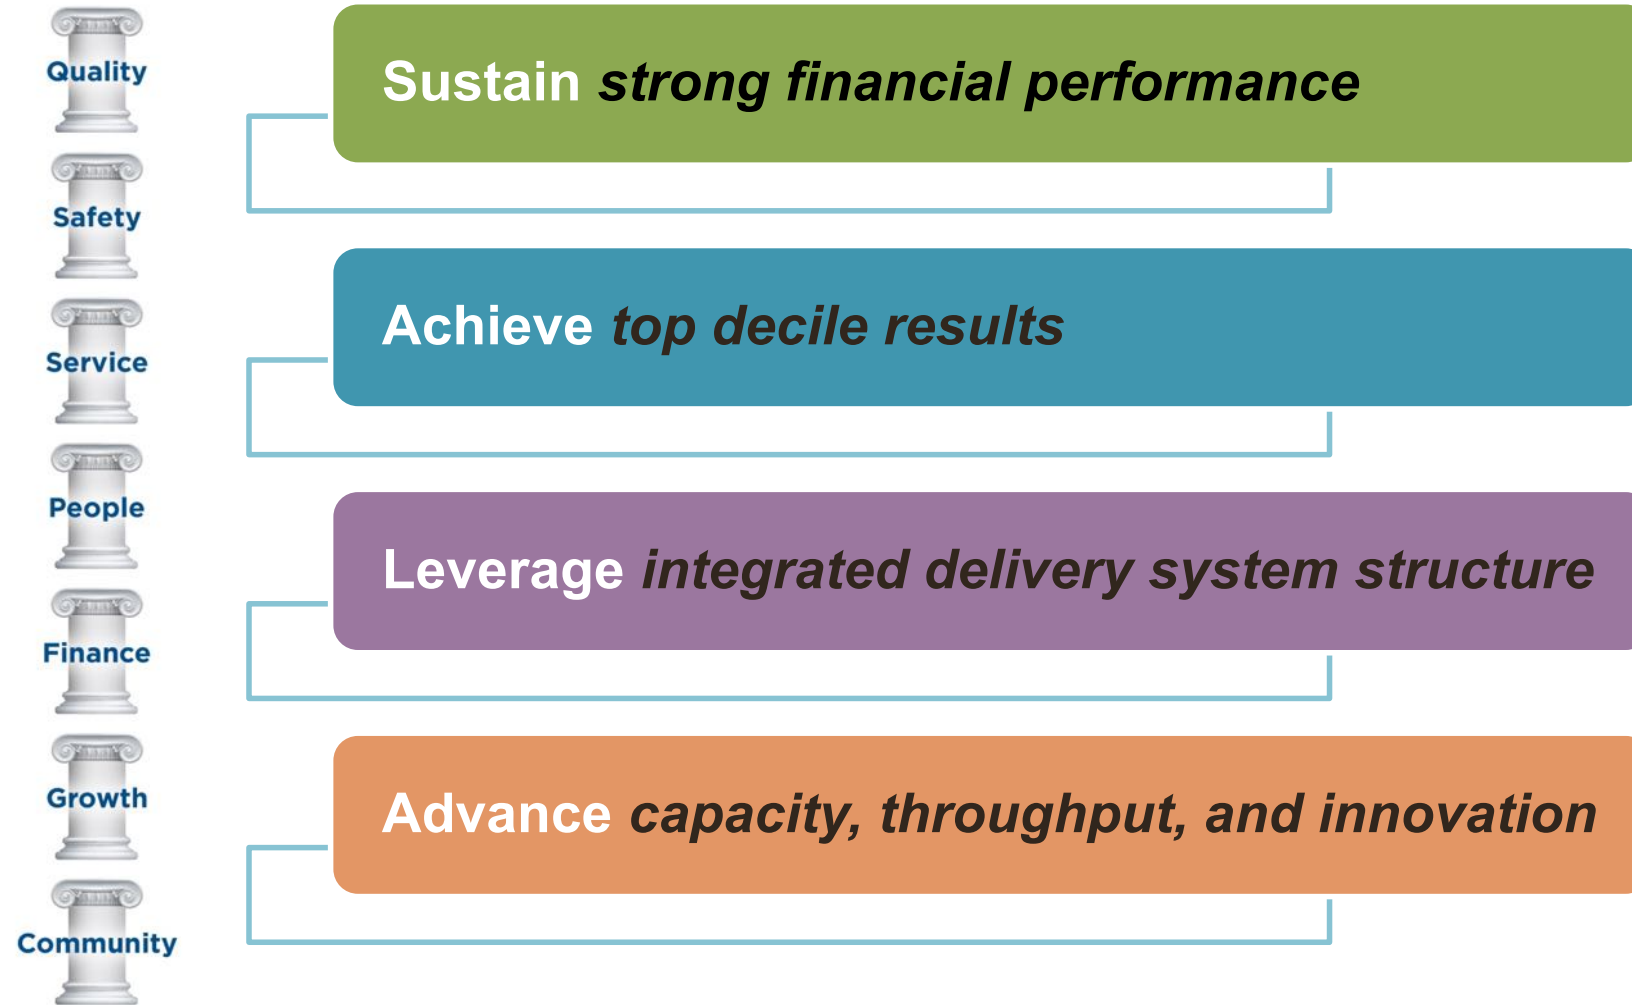 Quality
Safety
Service
People
Finance
Growth
Community
Sustain strong financial performance
Achieve top decile results
Leverage integrated delivery system structure
Advance capacity, throughput, and innovation